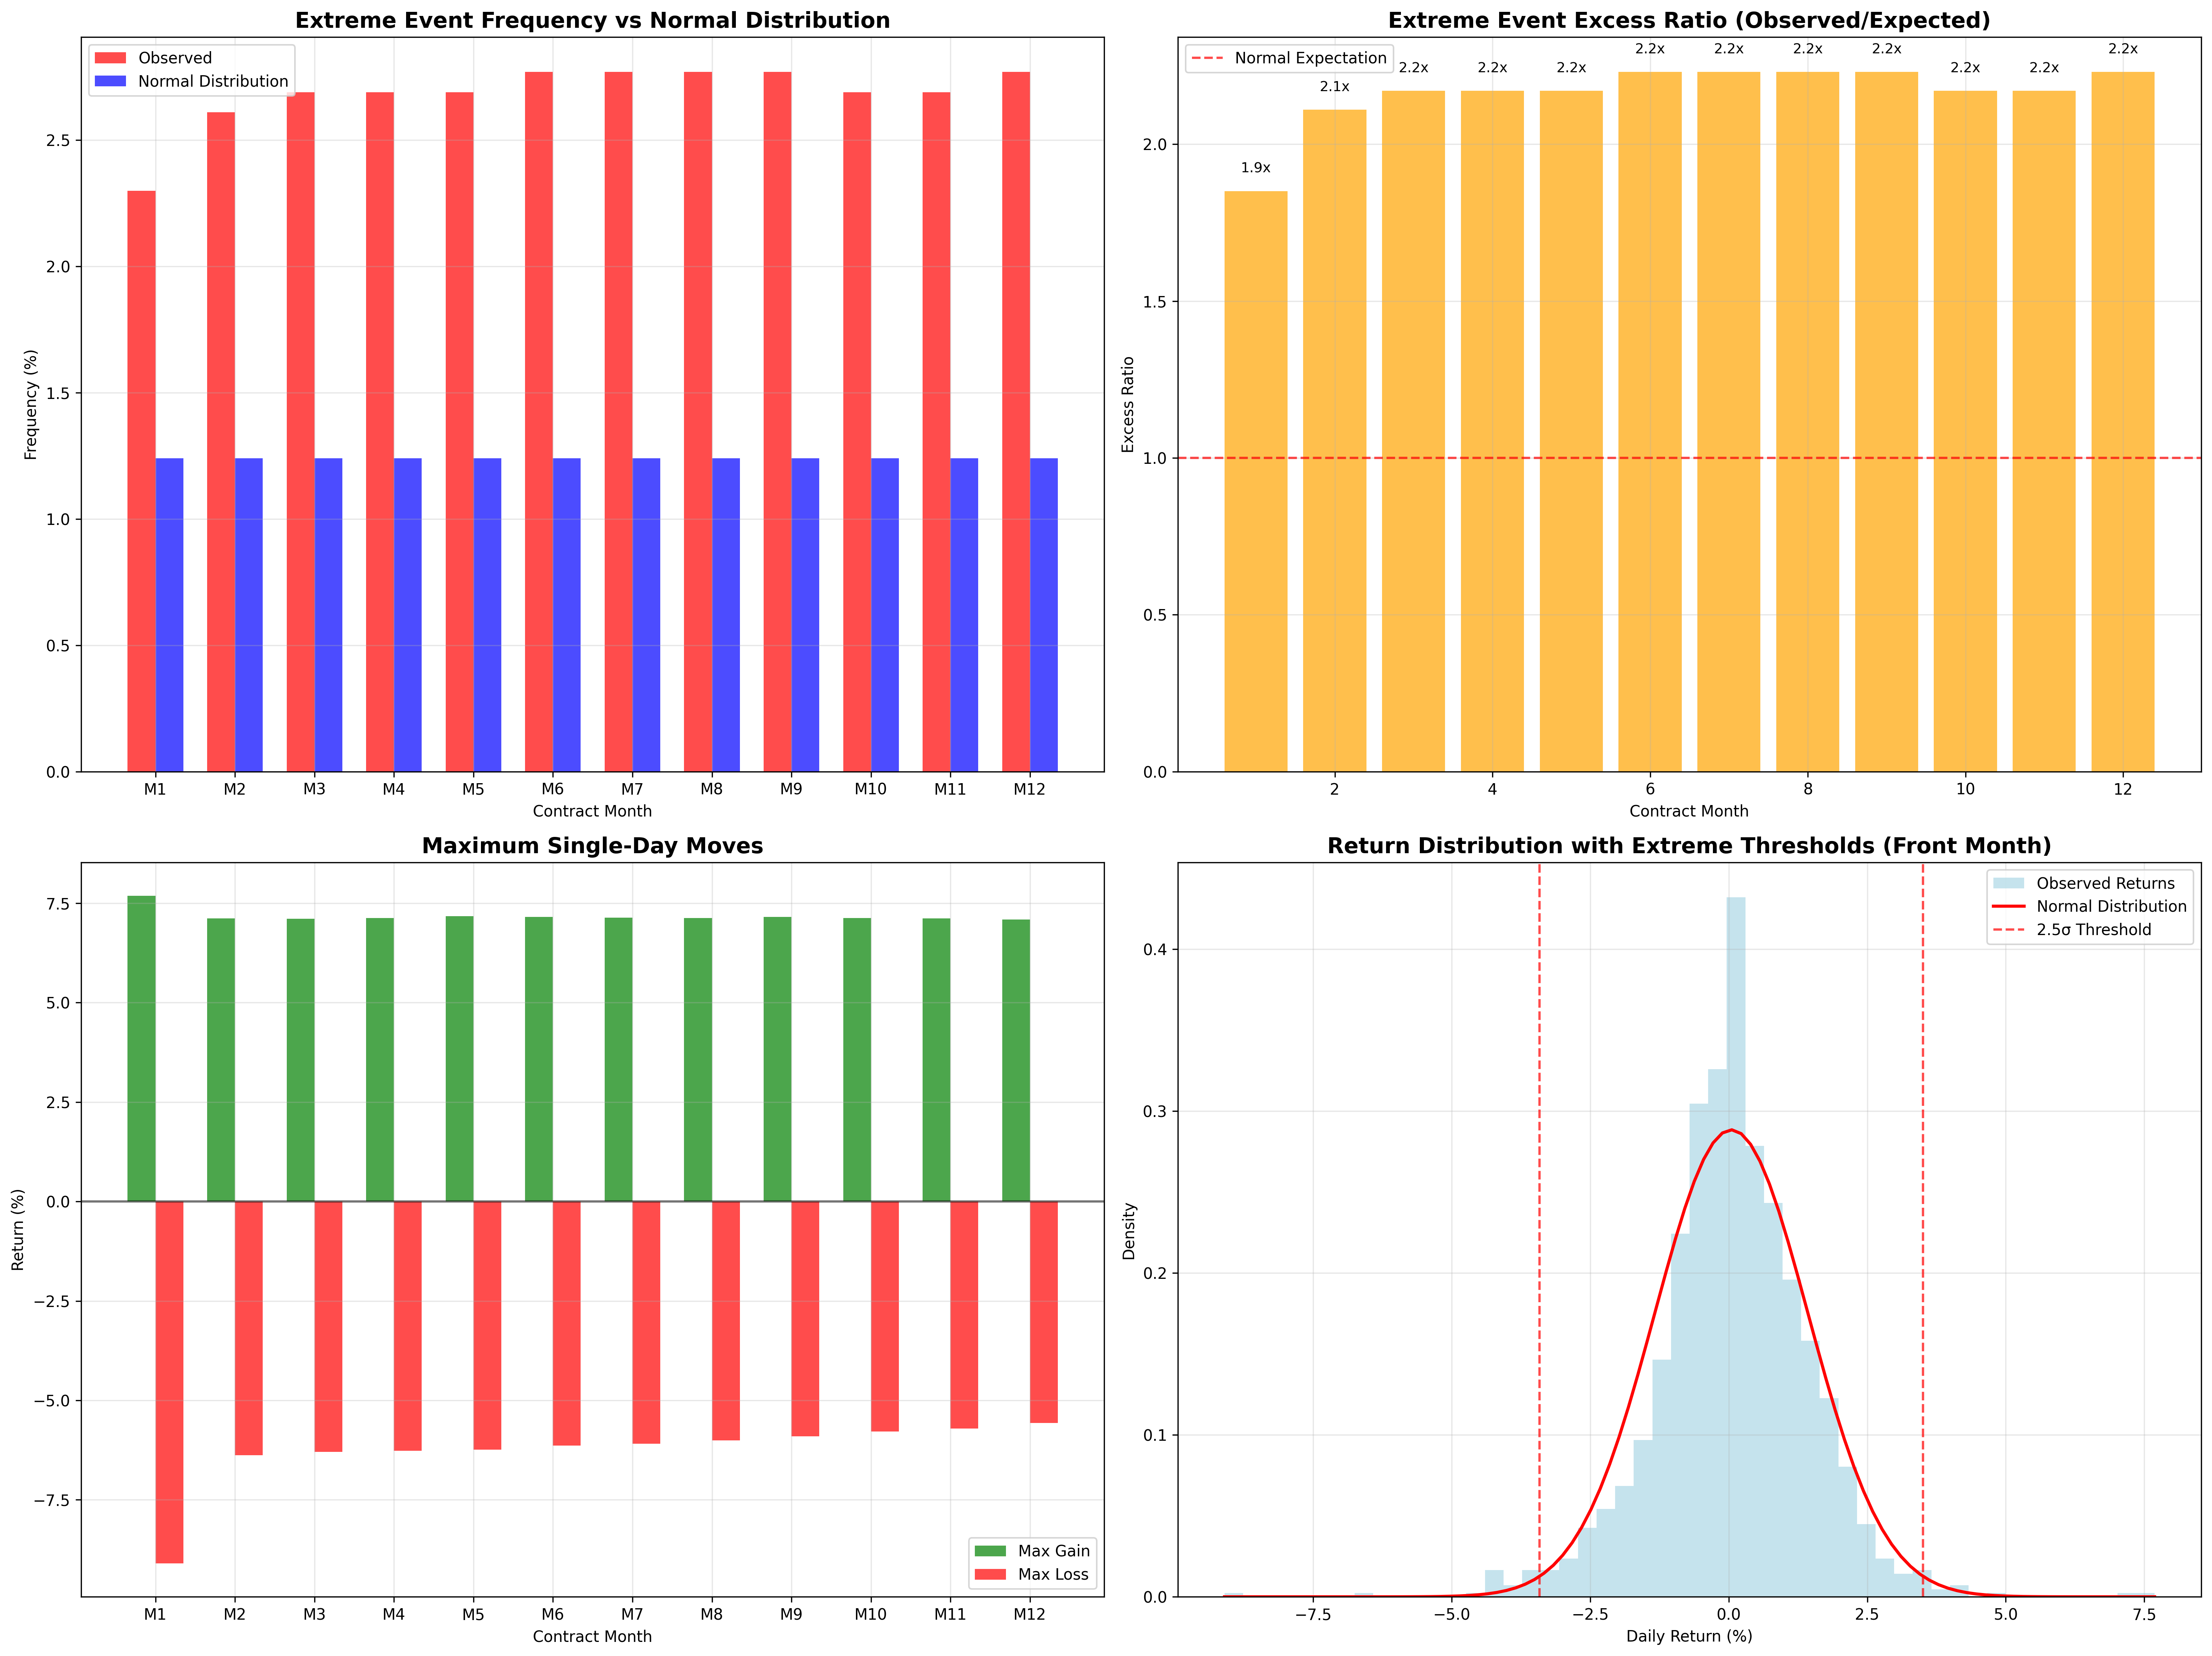 Extreme Event Frequency vs Normal Distribution
Observed
Normal Distribution
Frequency (%)
2.5
2.0
1.5
1.0
0.5
0.0
M1 M2 M3 M4 M5 M6 M7 M8 M9 M10 M11 M12
Contract Month
Extreme Event Excess Ratio (Observed/Expected)
Normal Expectation
1.9x 2.1x 2.2x 2.2x 2.2x 2.2x 2.2x 2.2x 2.2x 2.2x 2.2x 2.2x
Excess Ratio
2.0
1.5
1.0
0.5
0.0
2 4 6 8 10 12
Contract Month
Maximum Single-Day Moves
Return (%)
7.5
5.0
2.5
0.0
−2.5
−5.0
−7.5
Max Gain
Max Loss
M1 M2 M3 M4 M5 M6 M7 M8 M9 M10 M11 M12
Contract Month
Return Distribution with Extreme Thresholds (Front Month)
Observed Returns
Normal Distribution
2.5σ Threshold
Density
0.4
0.3
0.2
0.1
0.0
−7.5 −5.0 −2.5 0.0 2.5 5.0 7.5
Daily Return (%)